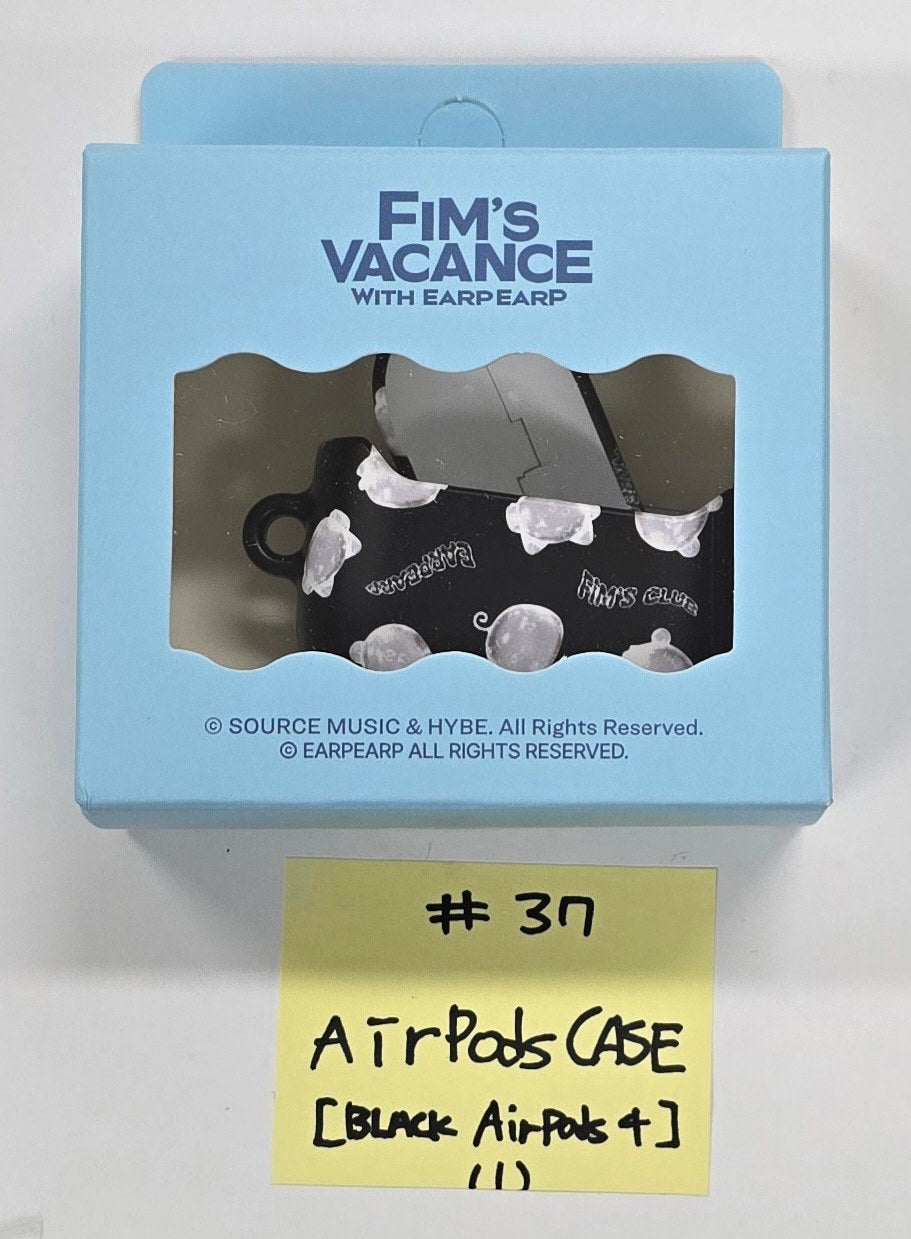 FiM'S
VACANCE
WiTH EARPEARP
EARPEARP
FiM'S CLUB
© SOURCE MUSIC & HYBE. All Rights Reserved.
© EARPEARP ALL RIGHTS RESERVED.
# 37
AirPods CASE
[BLACK AirPods 4]
(1)